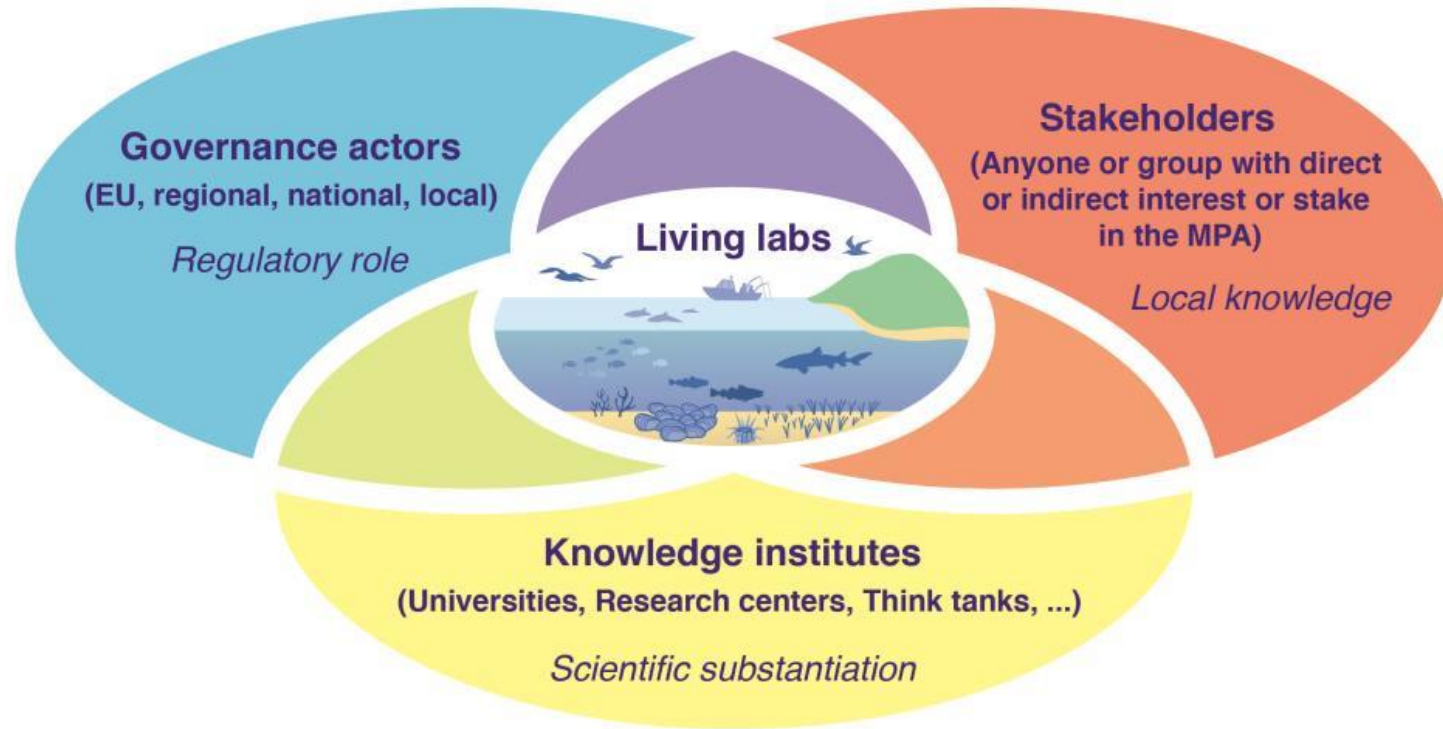 Governance actors
(EU, regional, national, local)
Regulatory role
Stakeholders
(Anyone or group with direct
or indirect interest or stake
in the MPA)
Local knowledge
Living labs
Knowledge institutes
(Universities, Research centers, Think tanks, ...)
Scientific substantiation